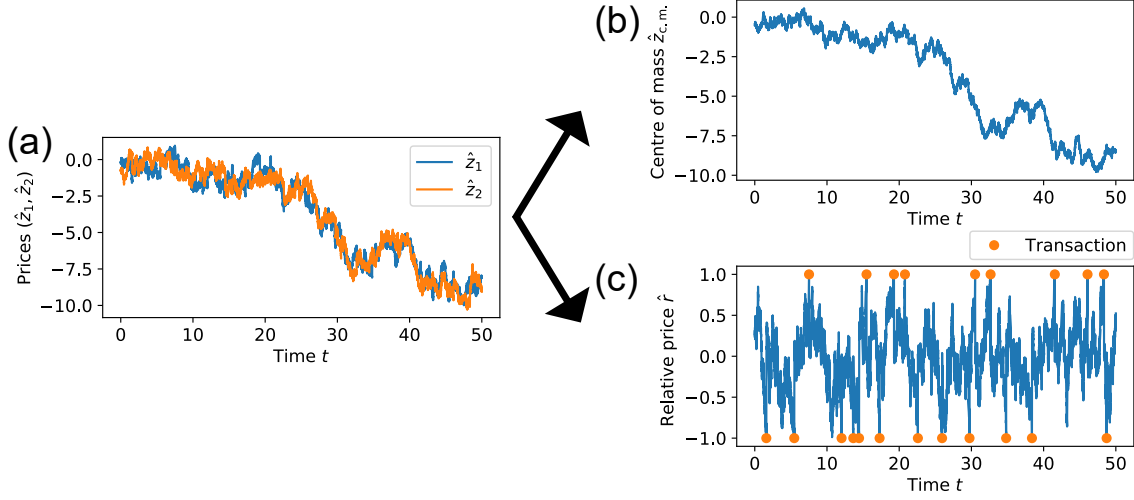 (a)
Prices (ẑ₁, ẑ₂)
0.0
−2.5
−5.0
−7.5
−10.0
0 10 20 30 40 50
Time t
ẑ₁
ẑ₂
(b)
Centre of mass ẑc.m.
0.0
−2.5
−5.0
−7.5
−10.0
0 10 20 30 40 50
Time t
Transaction
(c)
Relative price r̂
1.0
0.5
0.0
−0.5
−1.0
0 10 20 30 40 50
Time t